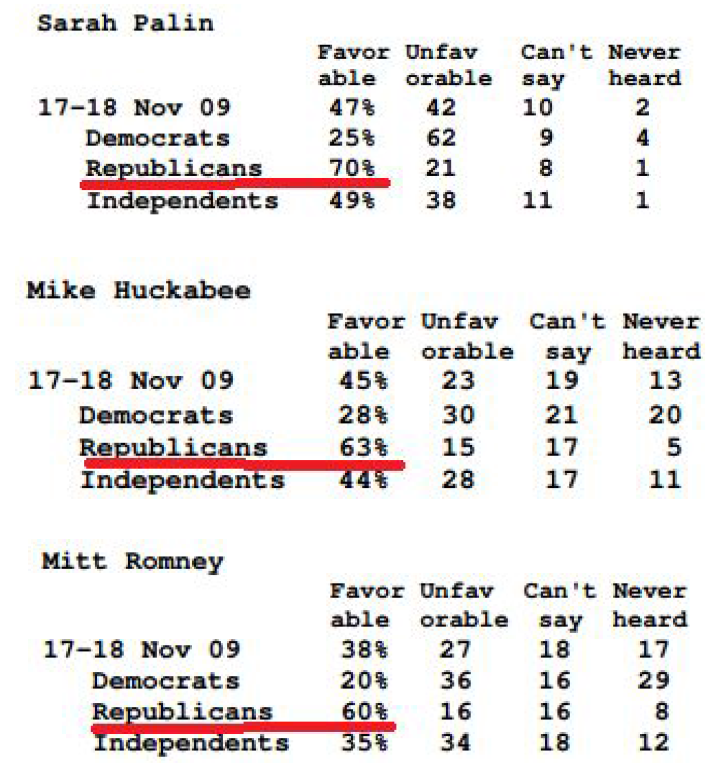 Sarah Palin
Favor Unfav Can't Never
able orable say heard
17-18 Nov 09 47% 42 10 2
Democrats 25% 62 9 4
Republicans 70% 21 8 1
Independents 49% 38 11 1
Mike Huckabee
Favor Unfav Can't Never
able orable say heard
17-18 Nov 09 45% 23 19 13
Democrats 28% 30 21 20
Republicans 63% 15 17 5
Independents 44% 28 17 11
Mitt Romney
Favor Unfav Can't Never
able orable say heard
17-18 Nov 09 38% 27 18 17
Democrats 20% 36 16 29
Republicans 60% 16 16 8
Independents 35% 34 18 12